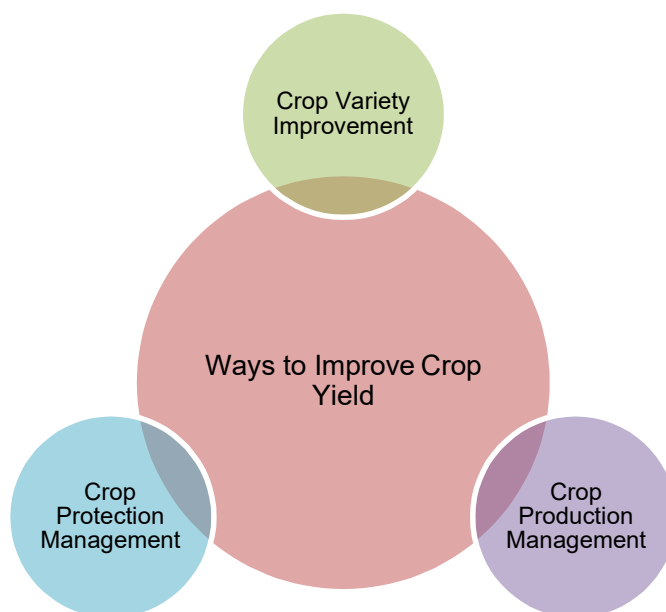 Crop Variety
Improvement
Ways to Improve Crop
Yield
Crop
Protection
Management
Crop
Production
Management